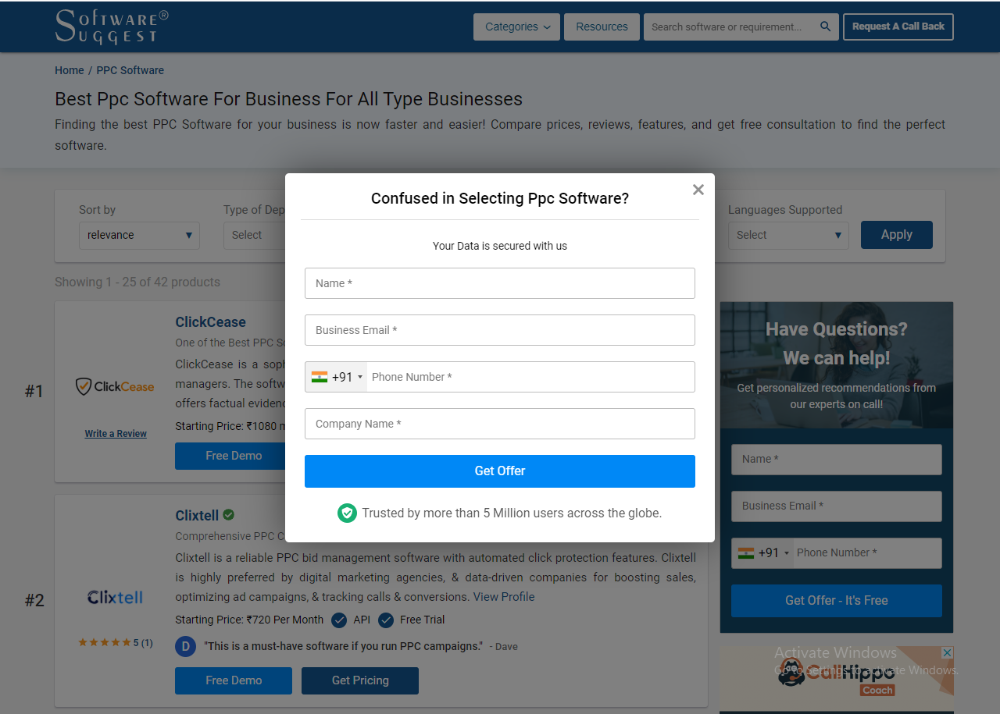 Software®
Suggest
Categories
Resources
Search software or requirement...
Request A Call Back
Home / PPC Software
Best Ppc Software For Business For All Type Businesses
Finding the best PPC Software for your business is now faster and easier! Compare prices, reviews, features, and get free consultation to find the perfect
software.
Sort by
relevance
Type of Dep
Select
Languages Supported
Select
Apply
Showing 1 - 25 of 42 products
Confused in Selecting Ppc Software?
Your Data is secured with us
Name *
Business Email *
+91
Phone Number *
Company Name *
Get Offer
Trusted by more than 5 Million users across the globe.
#1
ClickCease
Write a Review
ClickCease
One of the Best PPC S
ClickCease is a soph
managers. The softw
offers factual evidenc
Starting Price: ₹1080 m
Free Demo
#2
Clixtell
5 (1)
Clixtell
Comprehensive PPC C
Clixtell is a reliable PPC bid management software with automated click protection features. Clixtell
is highly preferred by digital marketing agencies, & data-driven companies for boosting sales,
optimizing ad campaigns, & tracking calls & conversions. View Profile
Starting Price: ₹720 Per Month API Free Trial
D "This is a must-have software if you run PPC campaigns." - Dave
Free Demo
Get Pricing
Have Questions?
We can help!
Get personalized recommendations from
our experts on call!
Name *
Business Email *
+91
Phone Number *
Get Offer - It's Free
Activate Windows
Go to Settings to activate Windows.
CallHippo
Coach